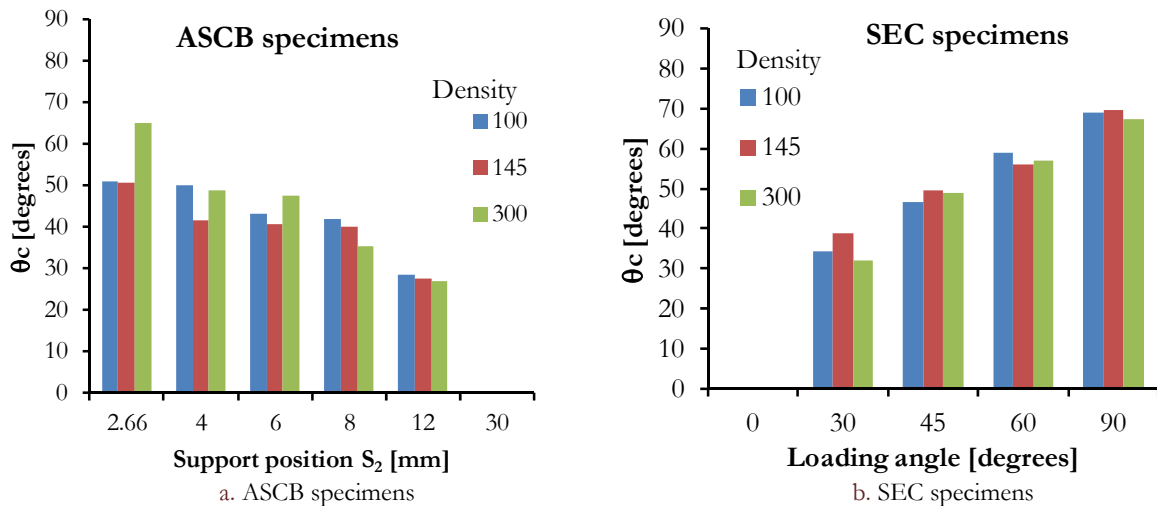 ASCB specimens
Density
100
145
300
90
80
70
60
50
40
30
20
10
0
θc [degrees]
2.66 4 6 8 12 30
Support position S₂ [mm]
a. ASCB specimens
SEC specimens
Density
100
145
300
90
80
70
60
50
40
30
20
10
0
θc [degrees]
0 30 45 60 90
Loading angle [degrees]
b. SEC specimens